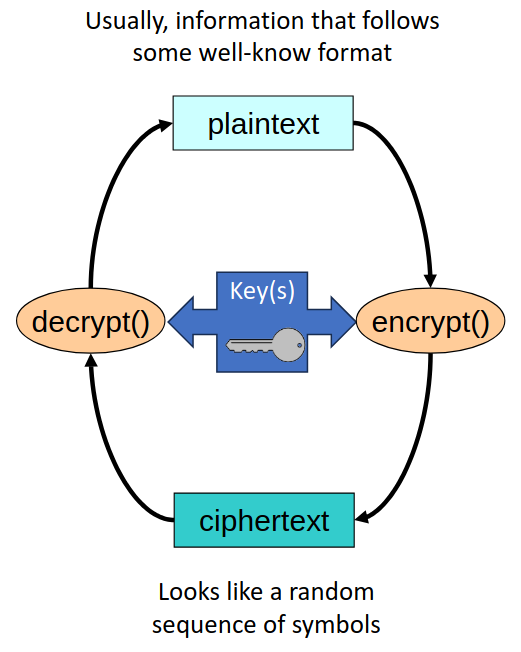 Usually, information that follows
some well-know format
plaintext
Key(s)
decrypt()
encrypt()
ciphertext
Looks like a random
sequence of symbols